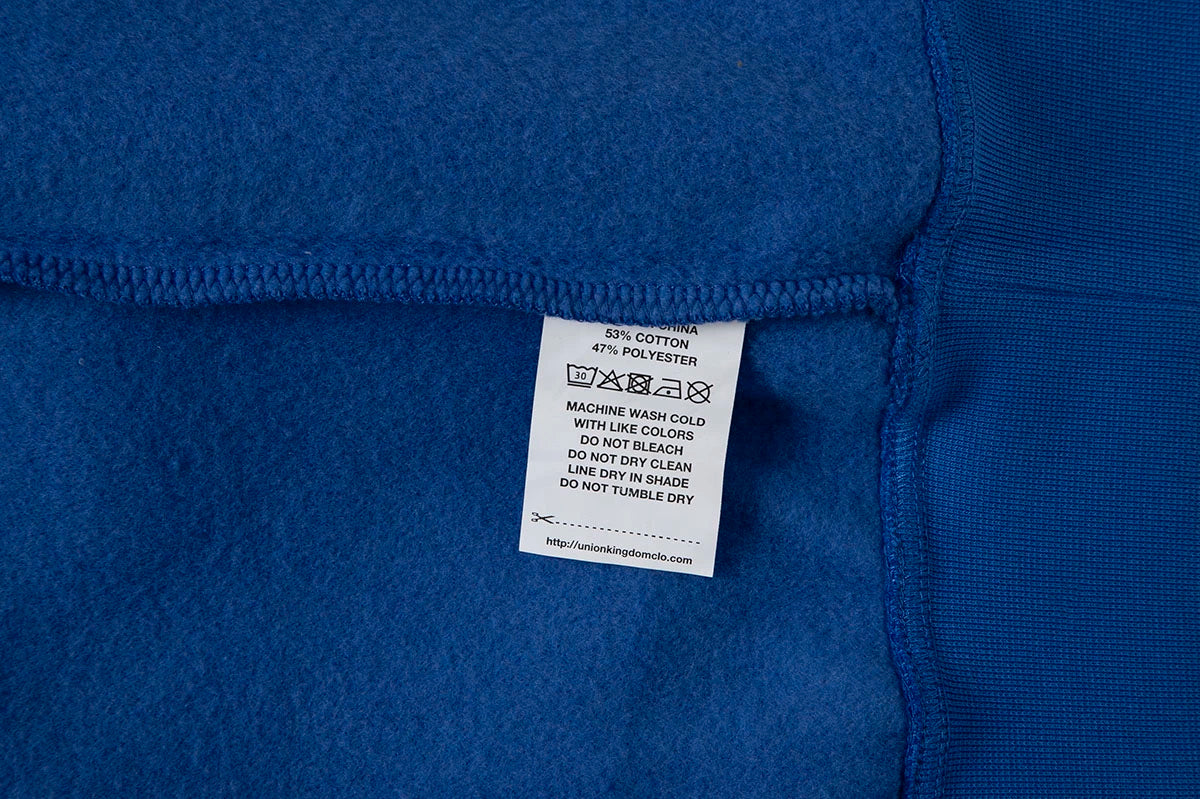 CHINA
53% COTTON
47% POLYESTER
30
MACHINE WASH COLD
WITH LIKE COLORS
DO NOT BLEACH
DO NOT DRY CLEAN
LINE DRY IN SHADE
DO NOT TUMBLE DRY
http://unionkingdomclo.com